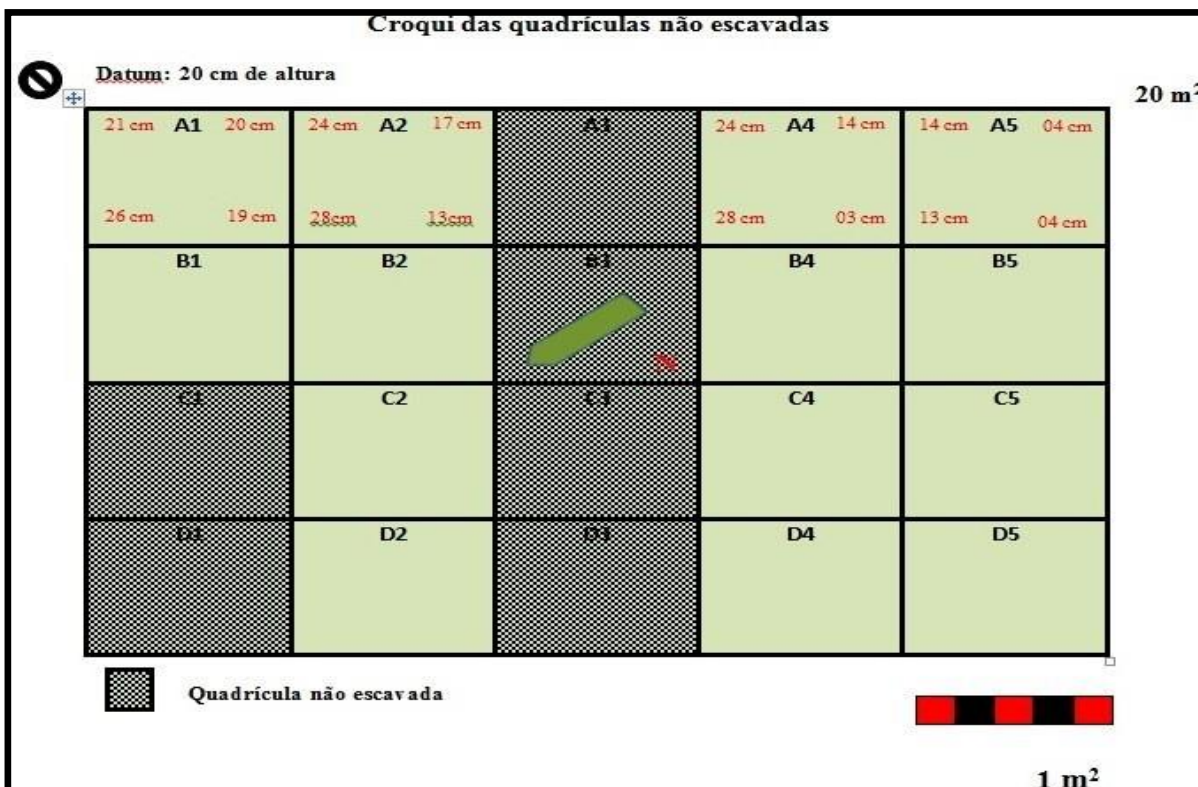 Croqui das quadrículas não escavadas
Datum: 20 cm de altura
20 m²
21 cm A1 20 cm 24 cm A2 17 cm A3 24 cm A4 14 cm 14 cm A5 04 cm
26 cm 19 cm 28cm 13cm 28 cm 03 cm 13 cm 04 cm
B1 B2 B3 B4 B5
C1 C2 C3 C4 C5
D1 D2 D3 D4 D5
Quadrícula não escavada
1 m²